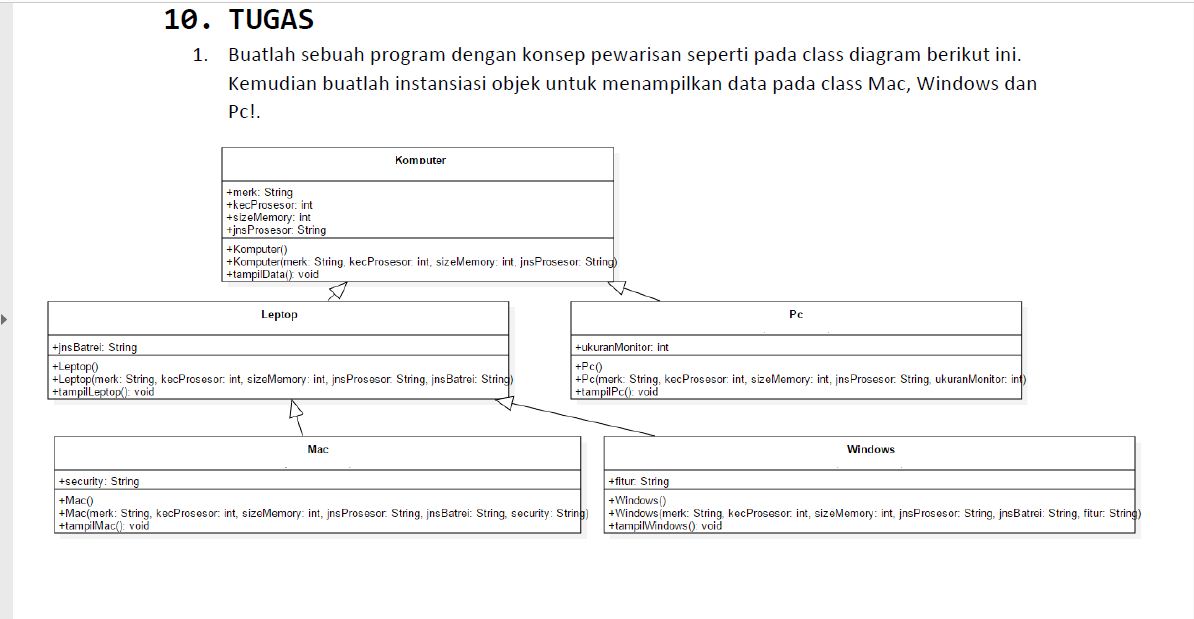 10. TUGAS
1. Buatlah sebuah program dengan konsep pewarisan seperti pada class diagram berikut ini.
Kemudian buatlah instansiasi objek untuk menampilkan data pada class Mac, Windows dan
Pc!.
Komputer
+merk: String
+kecProsesor: int
+sizeMemory: int
+jnsProsesor: String
+Komputer()
+Komputer(merk: String, kecProsesor: int, sizeMemory: int, jnsProsesor: String)
+tampilData(): void
Leptop
+jnsBatrei: String
+Leptop()
+Leptop(merk: String, kecProsesor: int, sizeMemory: int, jnsProsesor: String, jnsBatrei: String)
+tampilLeptop(): void
Pc
+ukuranMonitor: int
+Pc()
+Pc(merk: String, kecProsesor: int, sizeMemory: int, jnsProsesor: String, ukuranMonitor: int)
+tampilPc(): void
Mac
+security: String
+Mac()
+Mac(merk: String, kecProsesor: int, sizeMemory: int, jnsProsesor: String, jnsBatrei: String, security: String)
+tampilMac(): void
Windows
+fitur: String
+Windows()
+Windows(merk: String, kecProsesor: int, sizeMemory: int, jnsProsesor: String, jnsBatrei: String, fitur: String)
+tampilWindows(): void